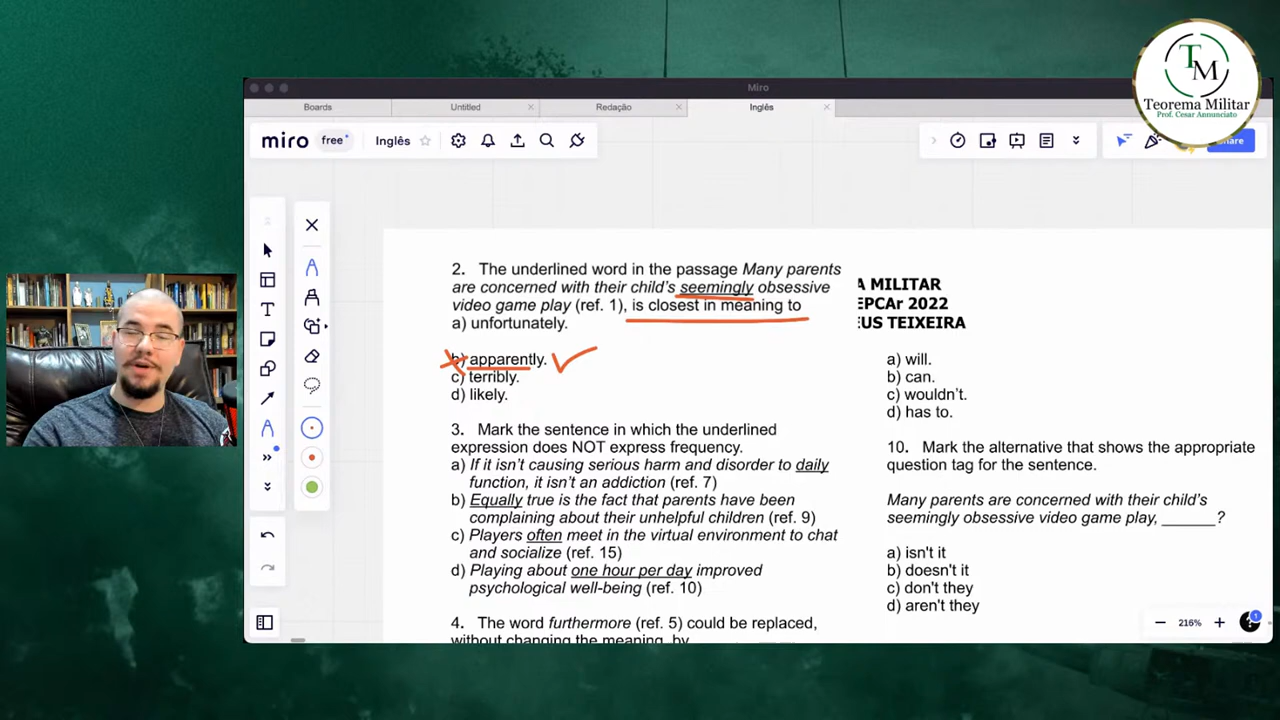 TM
Teorema Militar
Prof. Cesar Annunciato
Miro
Boards
Untitled
Redação
Inglês
miro
free
Inglês
Share
2. The underlined word in the passage Many parents
are concerned with their child's seemingly obsessive
video game play (ref. 1), is closest in meaning to
a) unfortunately.
b) apparently.
c) terribly.
d) likely.
3. Mark the sentence in which the underlined
expression does NOT express frequency.
a) If it isn't causing serious harm and disorder to daily
function, it isn't an addiction (ref. 7)
b) Equally true is the fact that parents have been
complaining about their unhelpful children (ref. 9)
c) Players often meet in the virtual environment to chat
and socialize (ref. 15)
d) Playing about one hour per day improved
psychological well-being (ref. 10)
4. The word furthermore (ref. 5) could be replaced,
without changing the meaning, by
A MILITAR
EPCAr 2022
EUS TEIXEIRA
a) will.
b) can.
c) wouldn't.
d) has to.
10. Mark the alternative that shows the appropriate
question tag for the sentence.
Many parents are concerned with their child's
seemingly obsessive video game play, ______?
a) isn't it
b) doesn't it
c) don't they
d) aren't they
216%
?
1